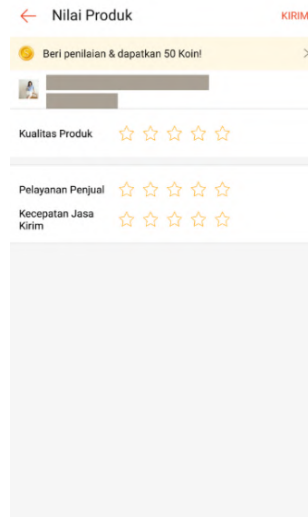 Nilai Produk
KIRIM
Beri penilaian & dapatkan 50 Koin!
Kualitas Produk
Pelayanan Penjual
Kecepatan Jasa
Kirim